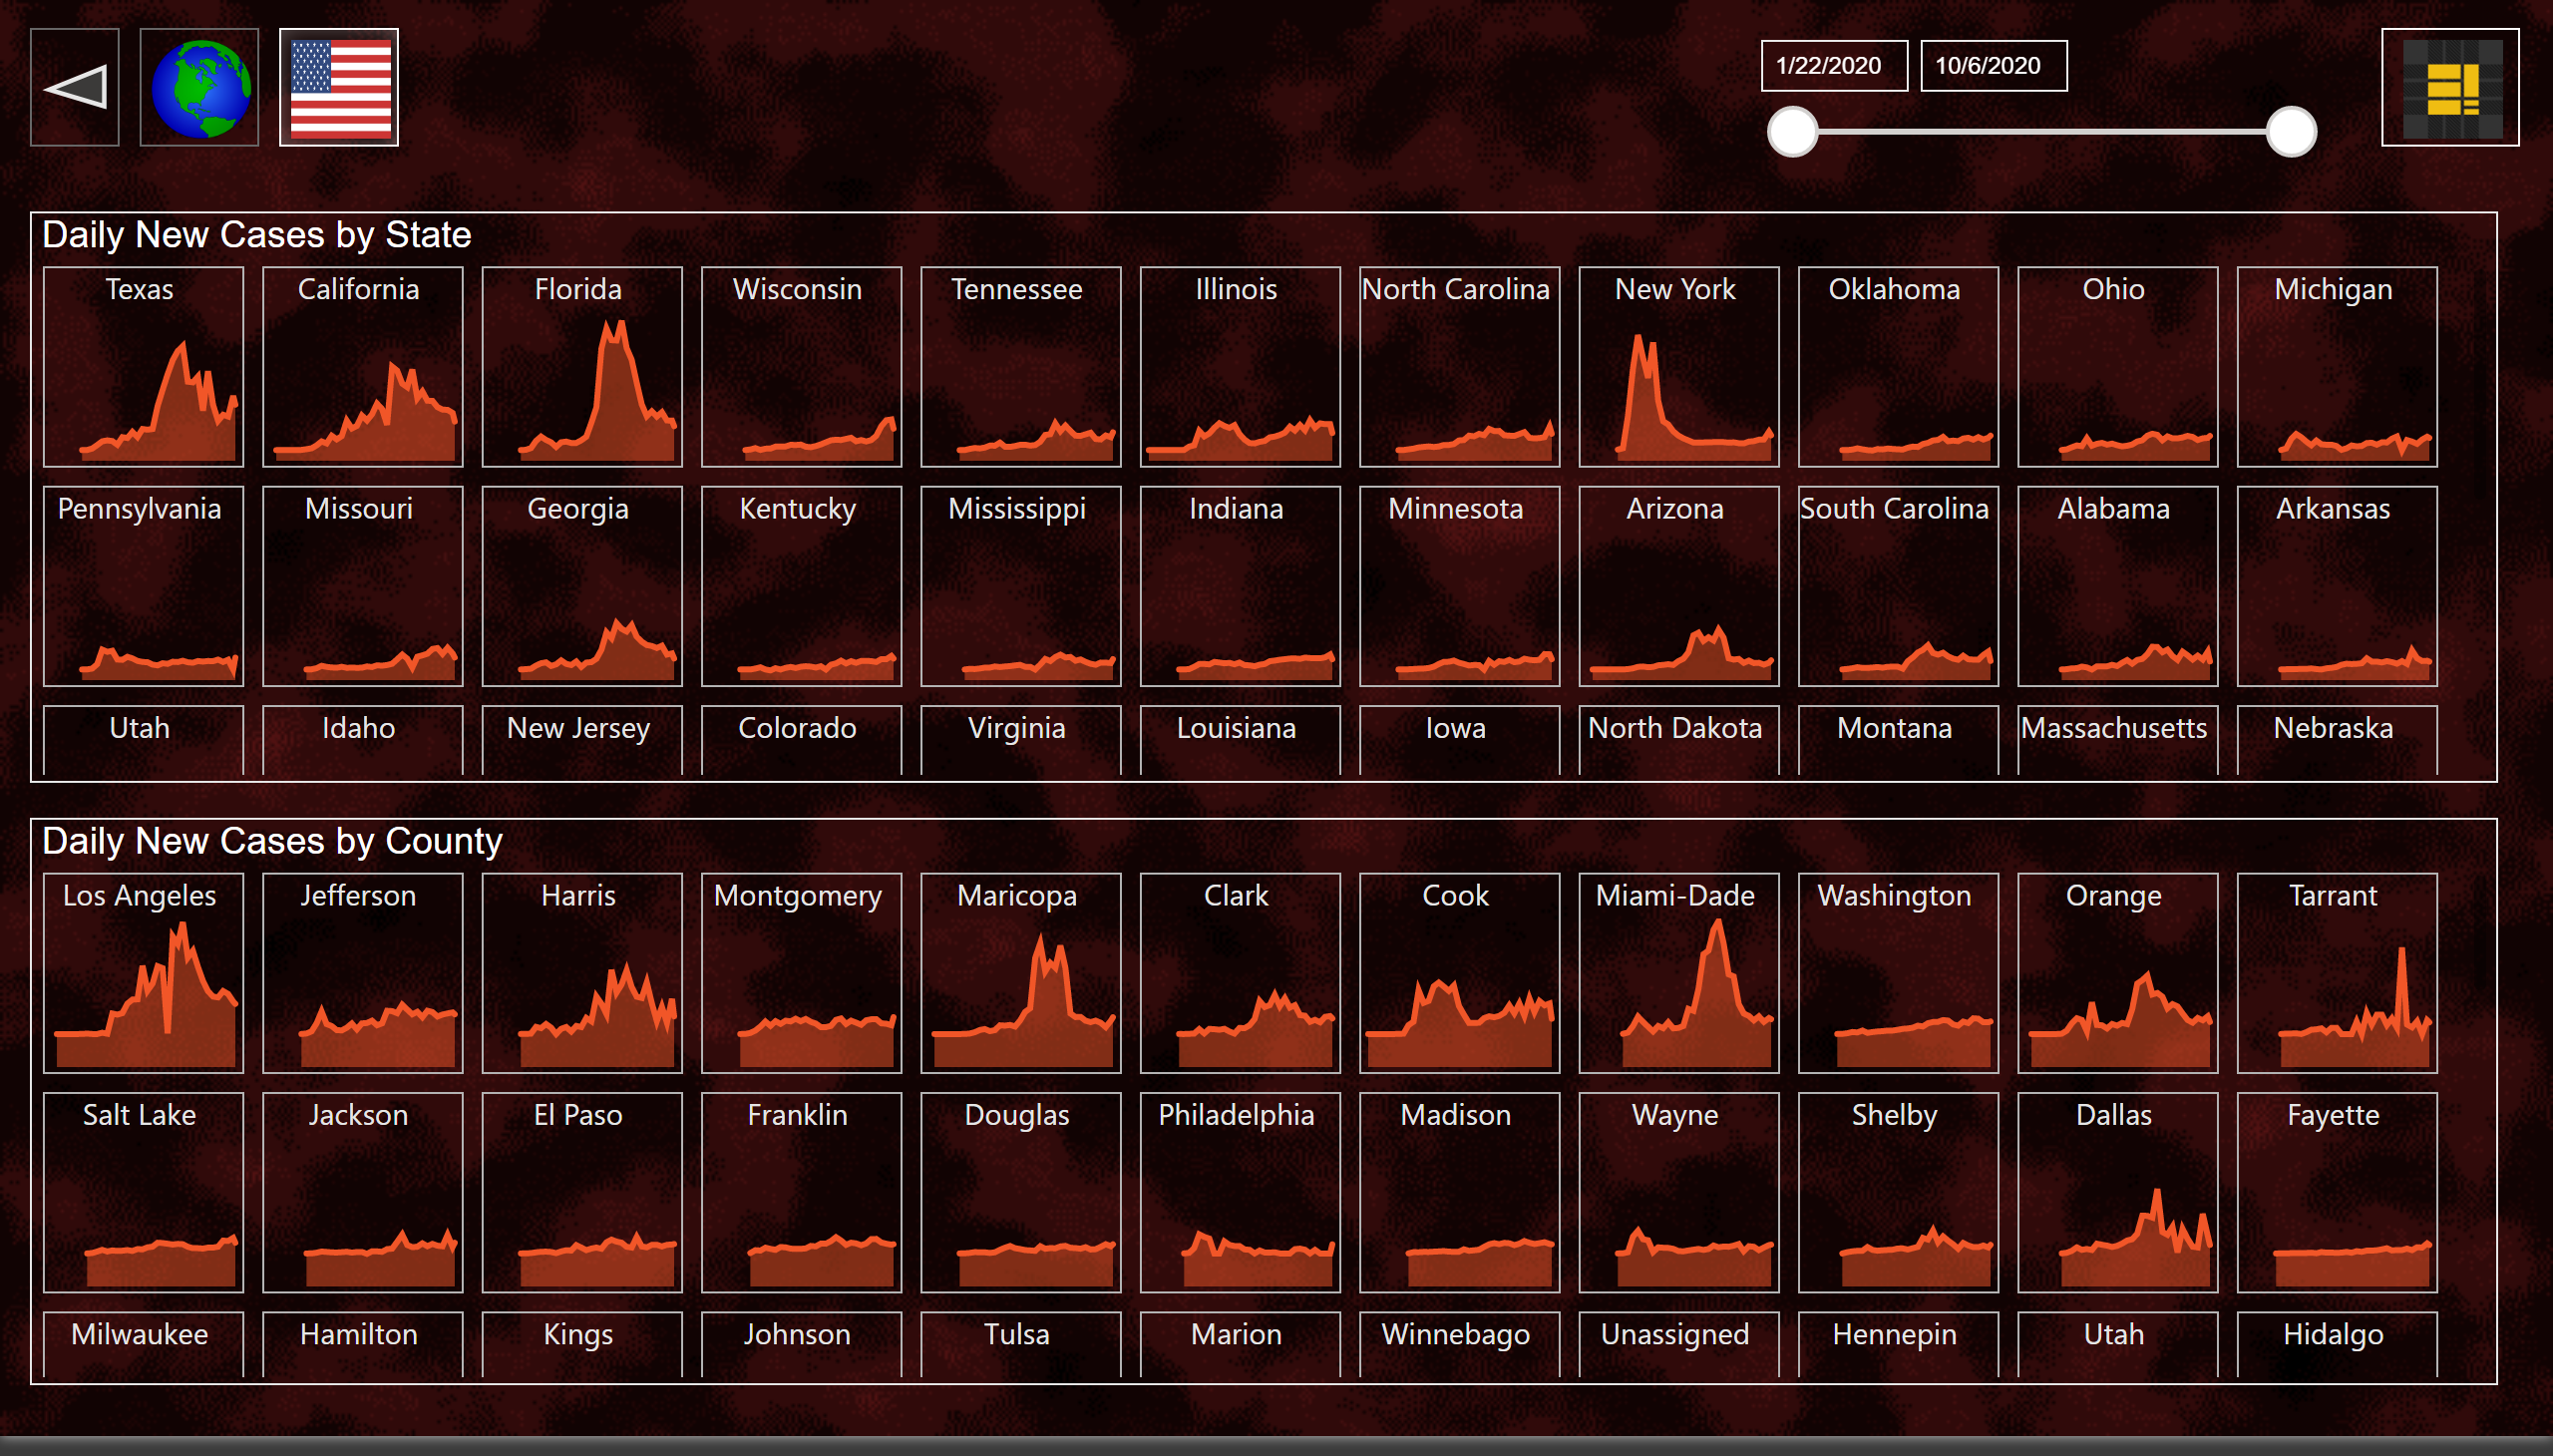 1/22/2020 10/6/2020
Daily New Cases by State
Texas California Florida Wisconsin Tennessee Illinois North Carolina New York Oklahoma Ohio Michigan
Pennsylvania Missouri Georgia Kentucky Mississippi Indiana Minnesota Arizona South Carolina Alabama Arkansas
Utah Idaho New Jersey Colorado Virginia Louisiana Iowa North Dakota Montana Massachusetts Nebraska
Daily New Cases by County
Los Angeles Jefferson Harris Montgomery Maricopa Clark Cook Miami-Dade Washington Orange Tarrant
Salt Lake Jackson El Paso Franklin Douglas Philadelphia Madison Wayne Shelby Dallas Fayette
Milwaukee Hamilton Kings Johnson Tulsa Marion Winnebago Unassigned Hennepin Utah Hidalgo